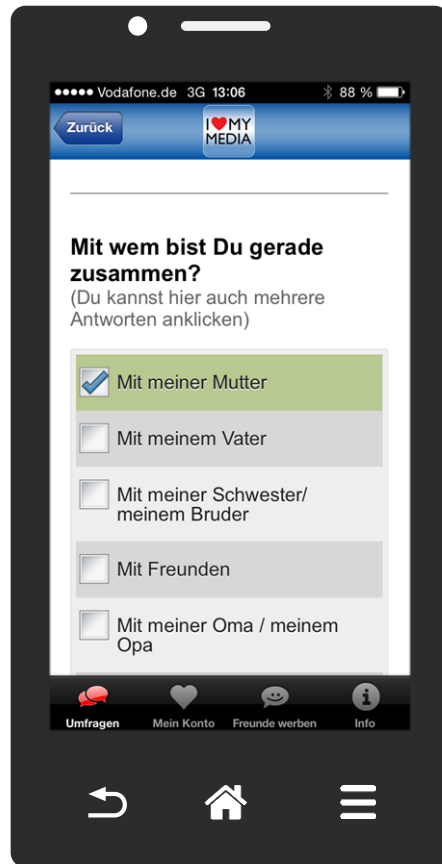 Vodafone.de 3G 13:06 88 %
Zurück
I MY
MEDIA
Mit wem bist Du gerade
zusammen?
(Du kannst hier auch mehrere
Antworten anklicken)
Mit meiner Mutter
Mit meinem Vater
Mit meiner Schwester/
meinem Bruder
Mit Freunden
Mit meiner Oma / meinem
Opa
Umfragen Mein Konto Freunde werben Info